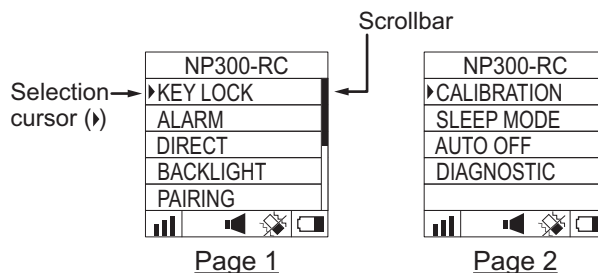 Scrollbar
Selection
cursor (▸)
NP300-RC
KEY LOCK
ALARM
DIRECT
BACKLIGHT
PAIRING
Page 1
NP300-RC
CALIBRATION
SLEEP MODE
AUTO OFF
DIAGNOSTIC
Page 2